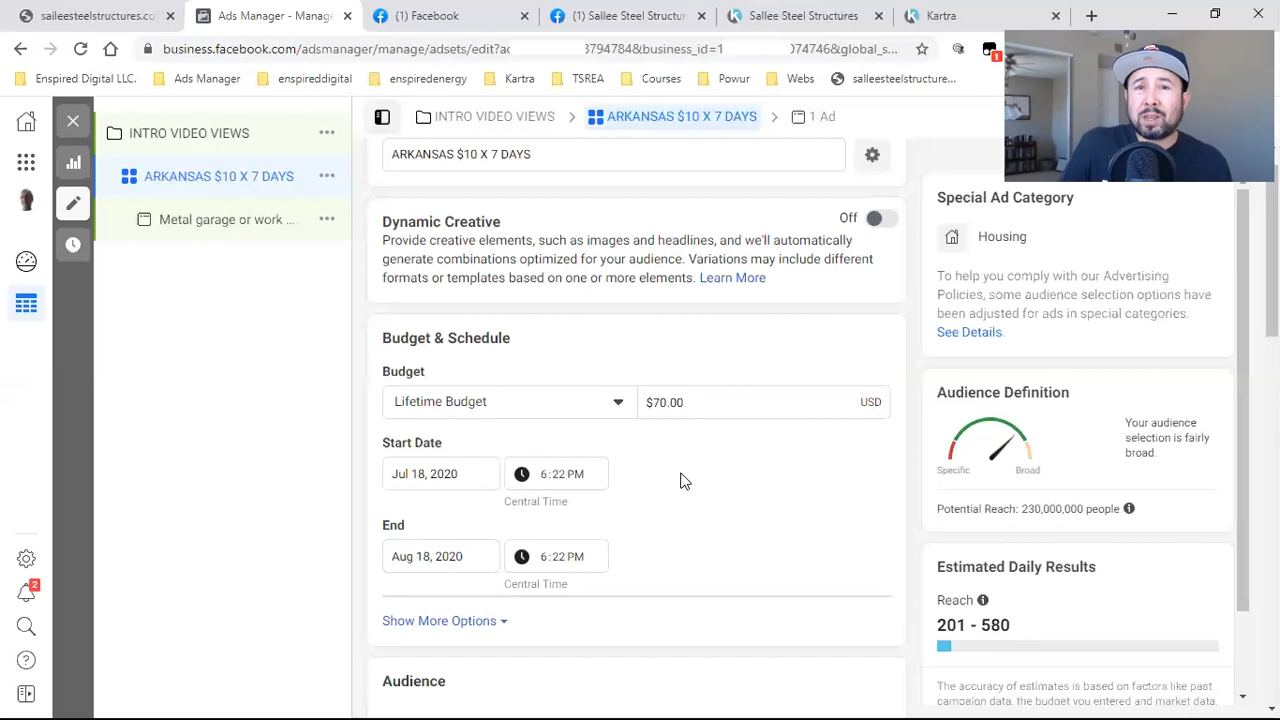 salleesteelstructures.co
Ads Manager - Manage
(1) Facebook
(1) Sallee Steel Structur
Sallee Steel Structures
Kartra
business.facebook.com/adsmanager/manage/adsets/edit?a
3794784&business_id=1
074746&global_s...
1
Enspired Digital LLC.
Ads Manager
enspireddigital
enspiredenergy
Kartra
TSREA
Courses
Powur
Webs
salleesteelstructure...
INTRO VIDEO VIEWS
ARKANSAS $10 X 7 DAYS
Metal garage or work ...
INTRO VIDEO VIEWS
ARKANSAS $10 X 7 DAYS
1 Ad
ARKANSAS $10 X 7 DAYS
Dynamic Creative
Off
Provide creative elements, such as images and headlines, and we'll automatically
generate combinations optimized for your audience. Variations may include different
formats or templates based on one or more elements. Learn More
Budget & Schedule
Budget
Lifetime Budget
$70.00
USD
Start Date
Jul 18, 2020
6:22 PM
Central Time
End
Aug 18, 2020
6:22 PM
Central Time
Show More Options
Audience
Special Ad Category
Housing
To help you comply with our Advertising
Policies, some audience selection options have
been adjusted for ads in special categories.
See Details.
Audience Definition
Your audience
selection is fairly
broad.
Specific
Broad
Potential Reach: 230,000,000 people
Estimated Daily Results
Reach
201 - 580
The accuracy of estimates is based on factors like past
campaign data, the budget you entered and market data.
2